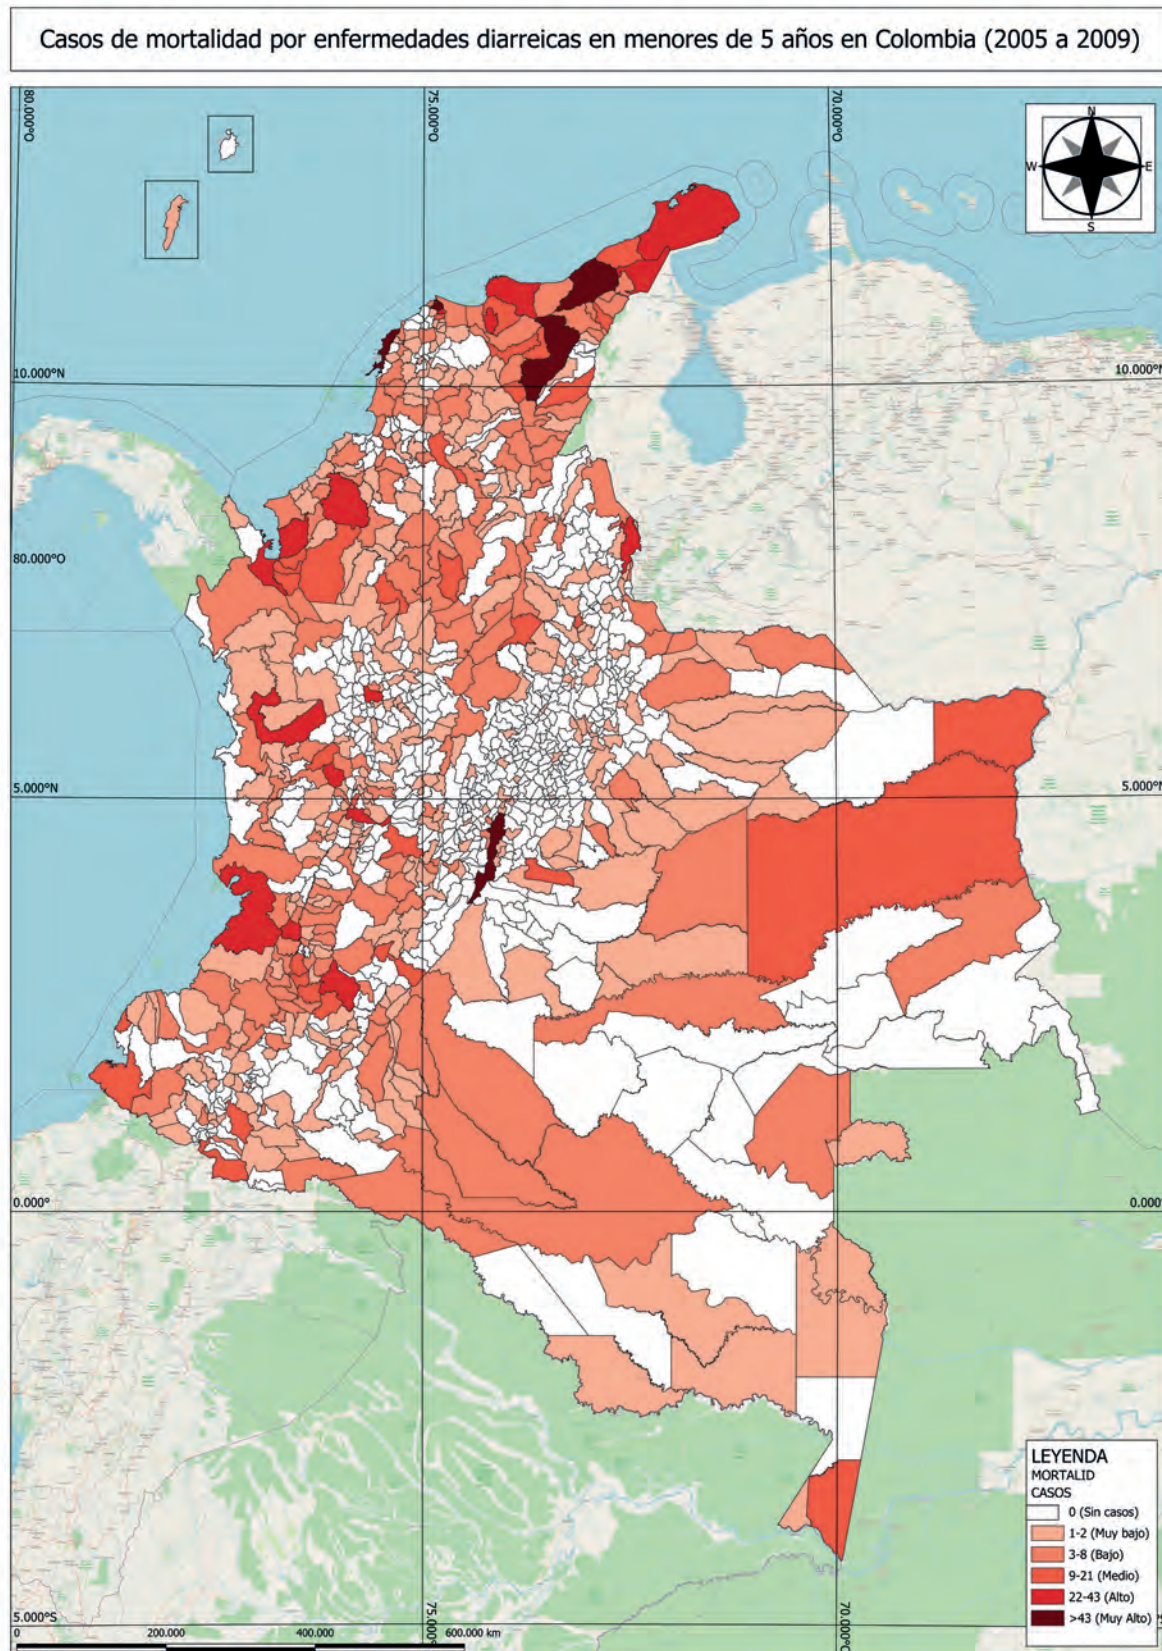 Casos de mortalidad por enfermedades diarreicas en menores de 5 años en Colombia (2005 a 2009)
80.000°O
75.000°O
70.000°O
N
W
E
S
10.000°N
10.000°N
80.000°O
5.000°N
5.000°N
0.000°
0.000°
LEYENDA
MORTALID
CASOS
0 (Sin casos)
1-2 (Muy bajo)
3-8 (Bajo)
9-21 (Medio)
22-43 (Alto)
>43 (Muy Alto)
5.000°S
75.000°O
70.000°O
0
200.000
400.000
600.000 km